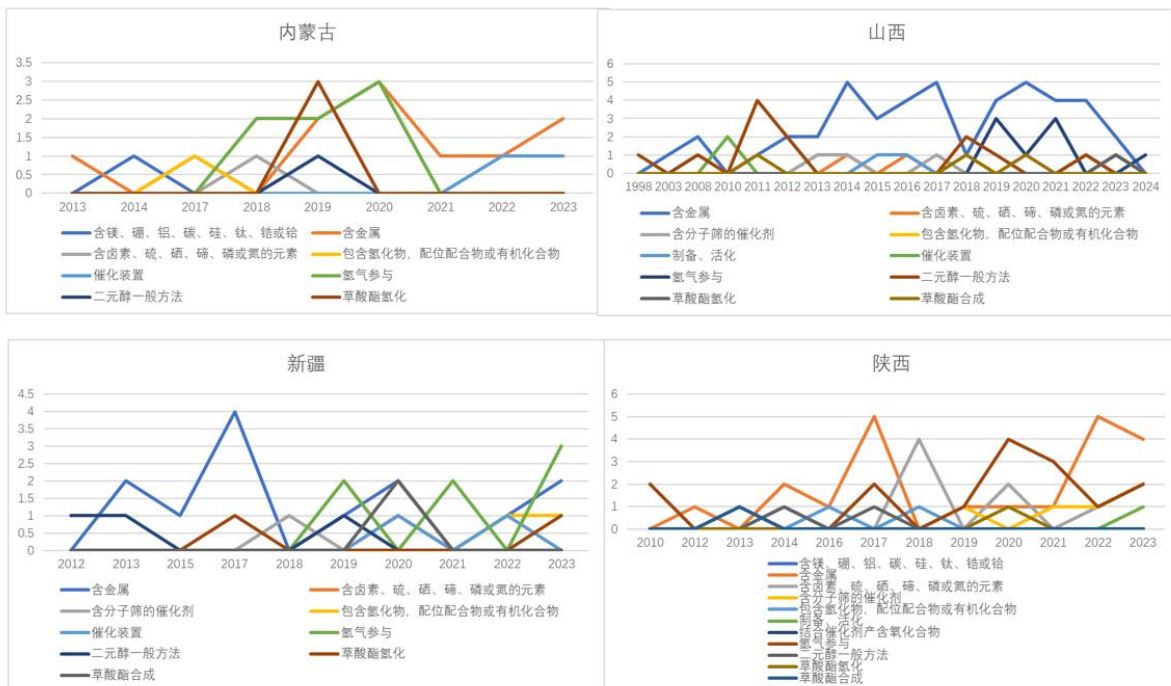 内蒙古
3.5
3
2.5
2
1.5
1
0.5
0
2013 2014 2017 2018 2019 2020 2021 2022 2023
含镁、硼、铝、碳、硅、钛、锆或铪 含金属
含卤素、硫、硒、碲、磷或氮的元素 包含氢化物，配位配合物或有机化合物
催化装置 氢气参与
二元醇一般方法 草酸酯氢化
山西
6
5
4
3
2
1
0
1998 2003 2008 2010 2011 2012 2013 2014 2015 2016 2017 2018 2019 2020 2021 2022 2023 2024
含金属 含卤素、硫、硒、碲、磷或氮的元素
含分子筛的催化剂 包含氢化物，配位配合物或有机化合物
制备、活化 催化装置
氢气参与 二元醇一般方法
草酸酯氢化 草酸酯合成
新疆
4.5
4
3.5
3
2.5
2
1.5
1
0.5
0
2012 2013 2015 2017 2018 2019 2020 2021 2022 2023
含金属 含卤素、硫、硒、碲、磷或氮的元素
含分子筛的催化剂 包含氢化物，配位配合物或有机化合物
催化装置 氢气参与
二元醇一般方法 草酸酯氢化
草酸酯合成
陕西
6
5
4
3
2
1
0
2010 2012 2013 2014 2016 2017 2018 2019 2020 2021 2022 2023
含镁、硼、铝、碳、硅、钛、锆或铪
含金属
含卤素、硫、硒、碲、磷或氮的元素
含分子筛的催化剂
包含氢化物，配位配合物或有机化合物
制备、活化
结合催化剂产含氧化合物
氢气参与
二元醇一般方法
草酸酯氢化
草酸酯合成